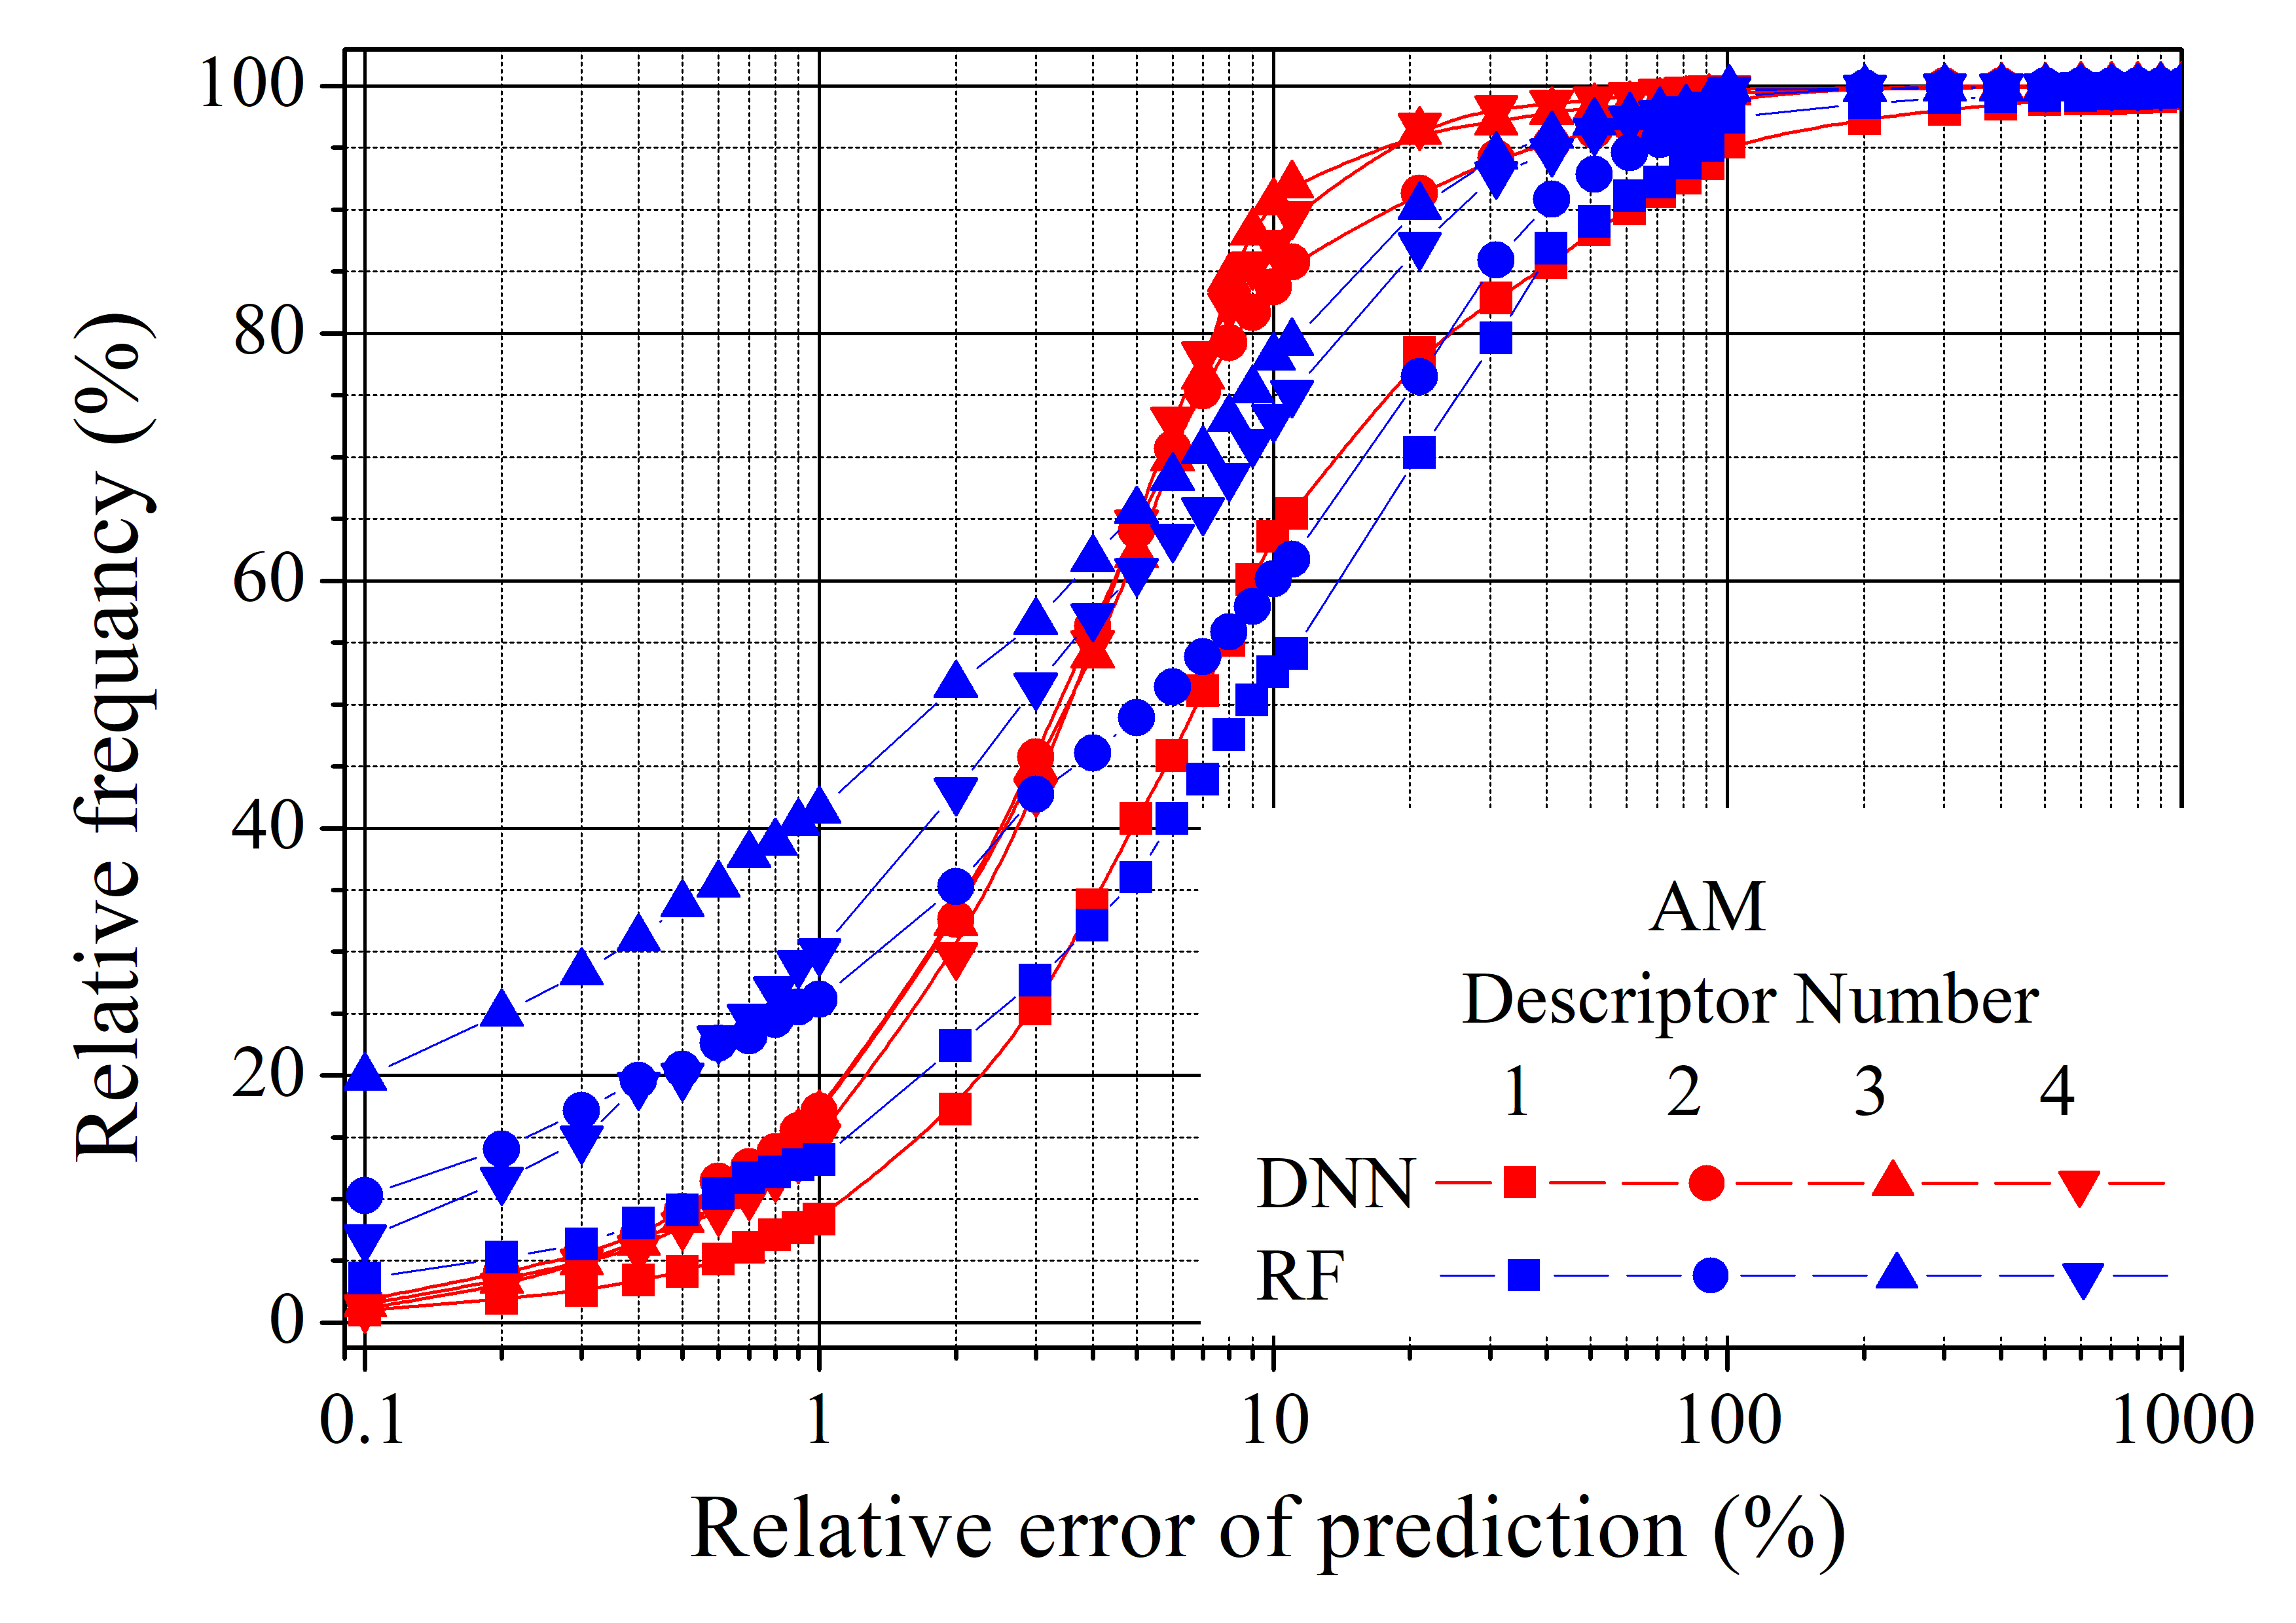 100
80
60
40
20
0
Relative frequancy (%)
0.1 1 10 100 1000
Relative error of prediction (%)
AM
Descriptor Number
1 2 3 4
DNN
RF